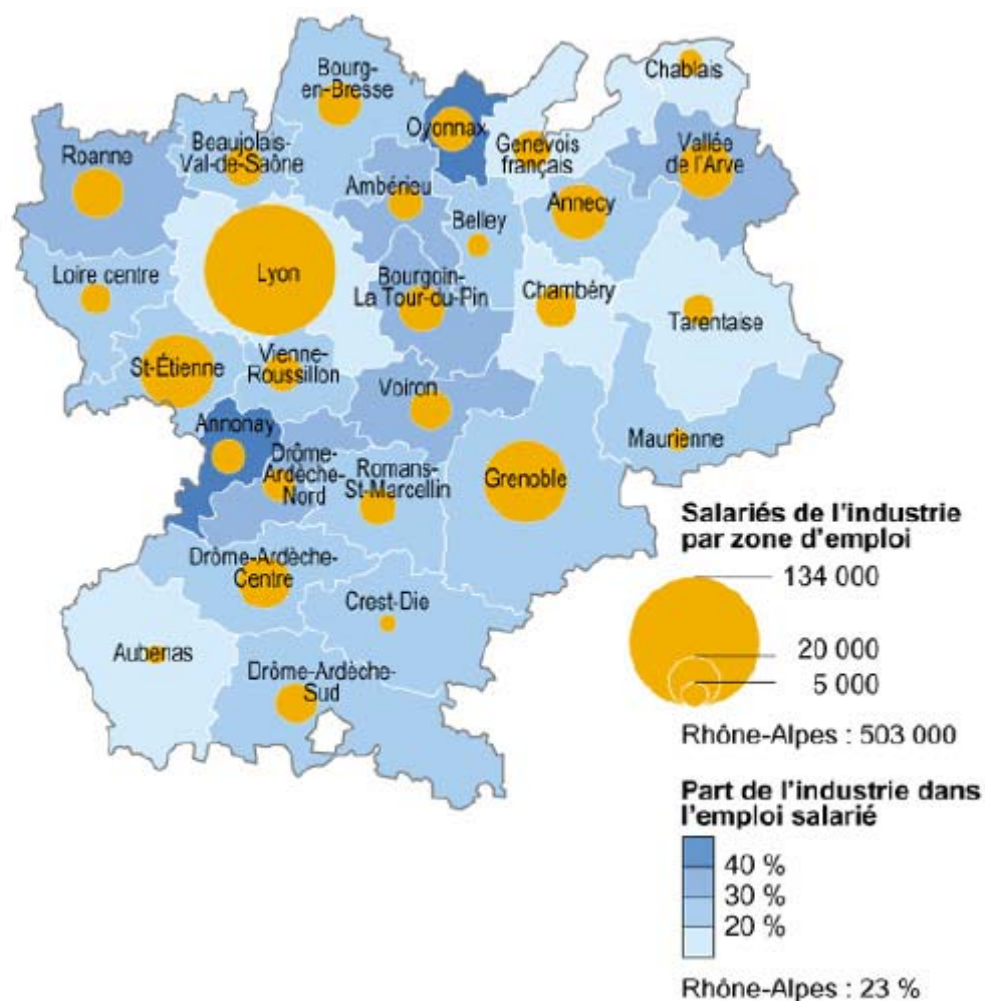 Chablais
Bourg-
en-Bresse
Oyonnax
Genevois
français
Vallée
de l'Arve
Roanne
Beaujolais-
Val-de-Saône
Ambérieu
Belley
Annecy
Loire centre
Lyon
Bourgoin-
La Tour-du-Pin
Chambéry
Tarentaise
St-Étienne
Vienne-
Roussillon
Voiron
Annonay
Maurienne
Drôme-
Ardèche-
Nord
Romans-
St-Marcellin
Grenoble
Drôme-Ardèche-
Centre
Crest-Die
Aubenas
Drôme-Ardèche-
Sud
Salariés de l'industrie
par zone d'emploi
134 000
20 000
5 000
Rhône-Alpes : 503 000
Part de l'industrie dans
l'emploi salarié
40 %
30 %
20 %
Rhône-Alpes : 23 %